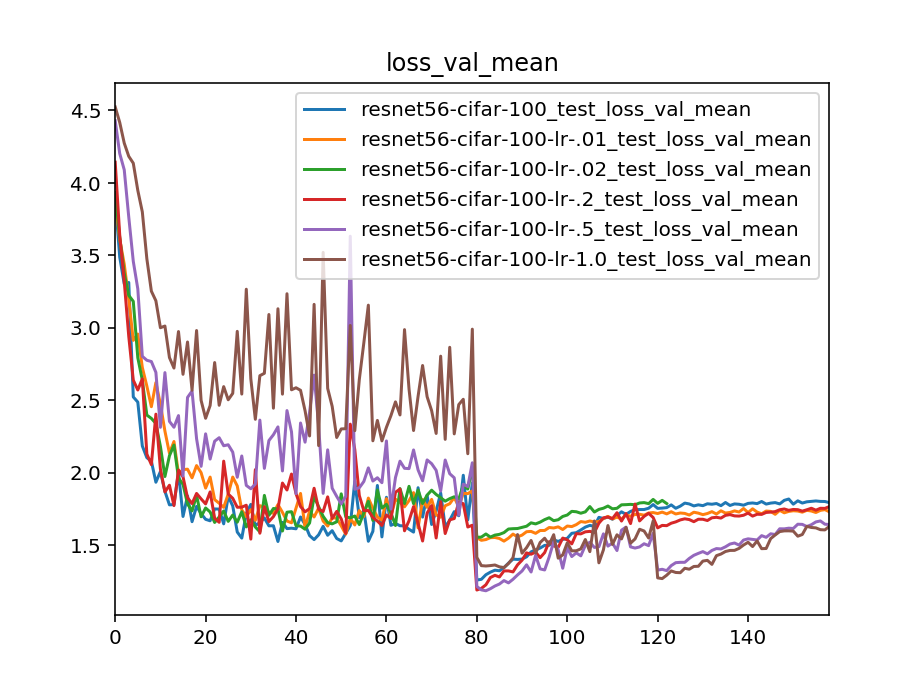 loss_val_mean
resnet56-cifar-100_test_loss_val_mean
resnet56-cifar-100-lr-.01_test_loss_val_mean
resnet56-cifar-100-lr-.02_test_loss_val_mean
resnet56-cifar-100-lr-.2_test_loss_val_mean
resnet56-cifar-100-lr-.5_test_loss_val_mean
resnet56-cifar-100-lr-1.0_test_loss_val_mean
4.5
4.0
3.5
3.0
2.5
2.0
1.5
0 20 40 60 80 100 120 140